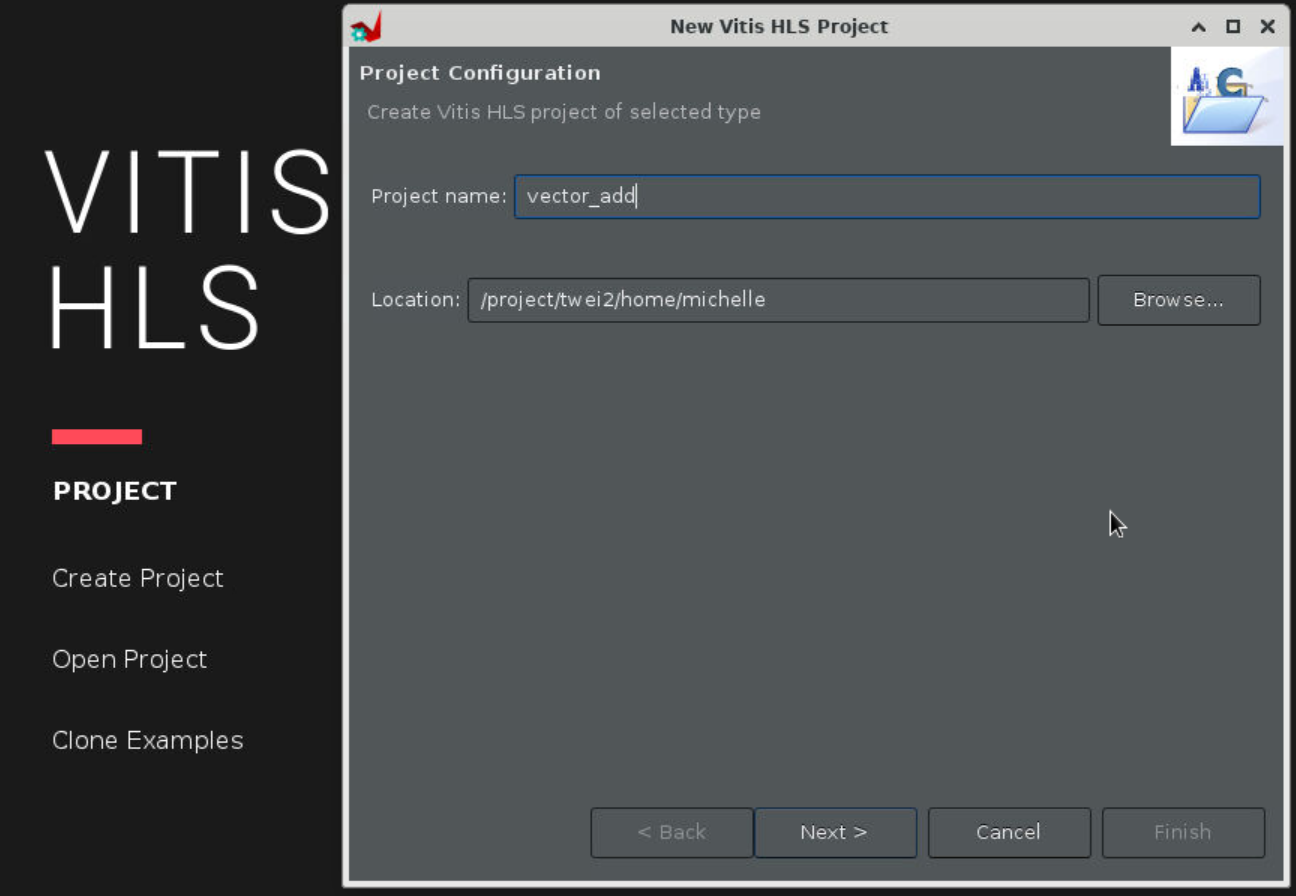 New Vitis HLS Project
Project Configuration
Create Vitis HLS project of selected type
VITIS
HLS
Project name: vector_add
Location: /project/twei2/home/michelle Browse...
PROJECT
Create Project
Open Project
Clone Examples
< Back Next > Cancel Finish